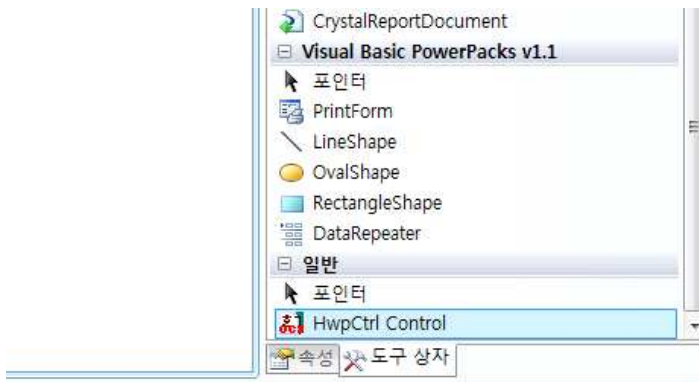 CrystalReportDocument
Visual Basic PowerPacks v1.1
포인터
PrintForm
LineShape
OvalShape
RectangleShape
DataRepeater
일반
포인터
HwpCtrl Control
속성 도구 상자